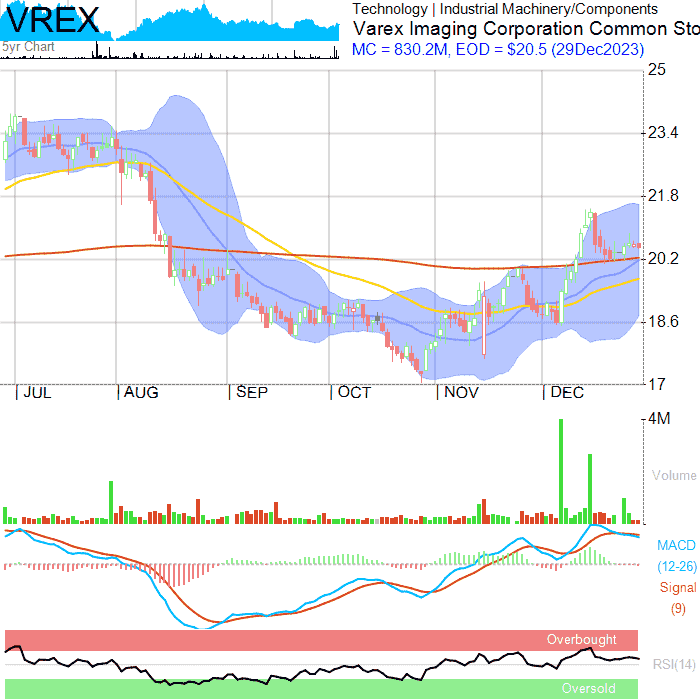 VREX
5yr Chart
Technology | Industrial Machinery/Components
Varex Imaging Corporation Common Sto
MC = 830.2M, EOD = $20.5 (29Dec2023)
25
23.4
21.8
20.2
18.6
17
JUL AUG SEP OCT NOV DEC
4M
Volume
MACD
(12-26)
Signal
(9)
Overbought
RSI(14)
Oversold